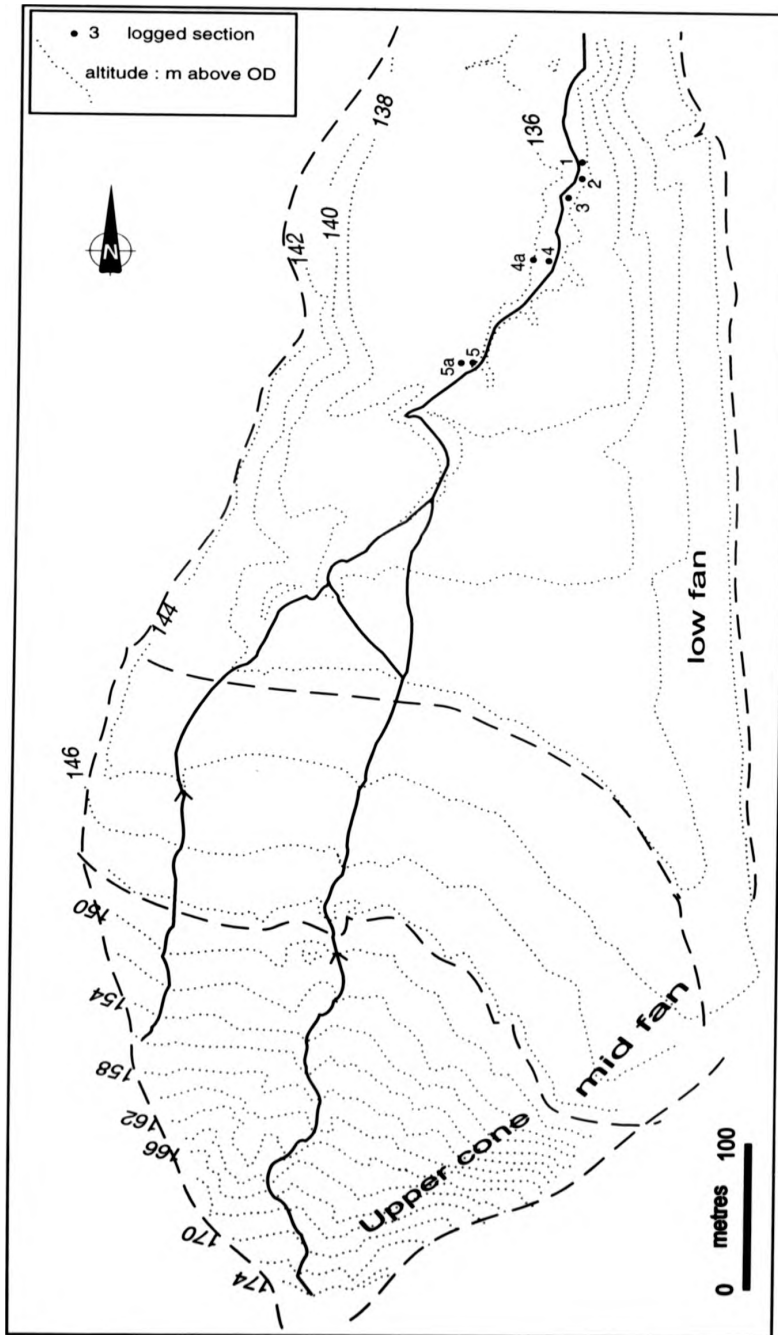 • 3 logged section
altitude : m above OD
N
138
136
140
142
1
2
3
4a
4
5a
5
144
low fan
146
150
154
mid fan
158
162
Upper cone
166
170
174
0 metres 100